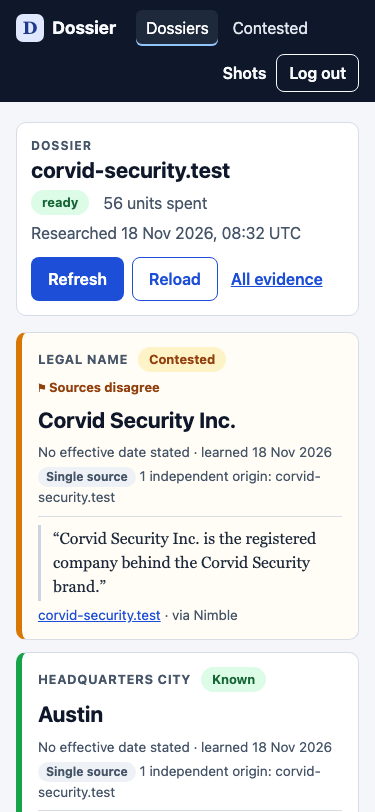 D Dossier Dossiers Contested
Shots Log out
DOSSIER
corvid-security.test
ready 56 units spent
Researched 18 Nov 2026, 08:32 UTC
Refresh Reload All evidence
LEGAL NAME Contested
⚑ Sources disagree
Corvid Security Inc.
No effective date stated · learned 18 Nov 2026
Single source 1 independent origin: corvid-
security.test
“Corvid Security Inc. is the registered
company behind the Corvid Security
brand.”
corvid-security.test · via Nimble
HEADQUARTERS CITY Known
Austin
No effective date stated · learned 18 Nov 2026
Single source 1 independent origin: corvid-
security.test